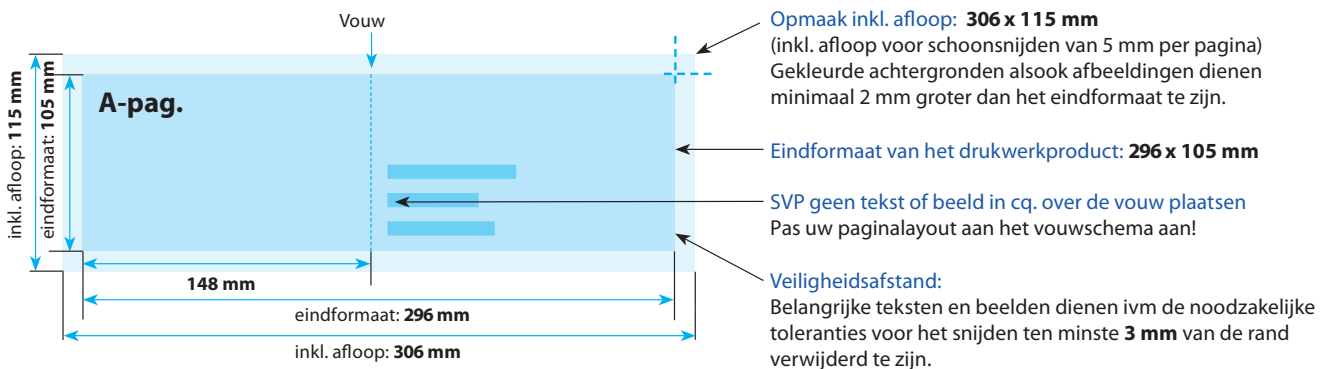 Vouw
inkl. afloop: 115 mm
eindformaat: 105 mm
A-pag.
148 mm
eindformaat: 296 mm
inkl. afloop: 306 mm
Opmaak inkl. afloop: 306 x 115 mm
(inkl. afloop voor schoonsnijden van 5 mm per pagina)
Gekleurde achtergronden alsook afbeeldingen dienen
minimaal 2 mm groter dan het eindformaat te zijn.
Eindformaat van het drukwerkproduct: 296 x 105 mm
SVP geen tekst of beeld in cq. over de vouw plaatsen
Pas uw paginalayout aan het vouwschema aan!
Veiligheidsafstand:
Belangrijke teksten en beelden dienen ivm de noodzakelijke
toleranties voor het snijden ten minste 3 mm van de rand
verwijderd te zijn.